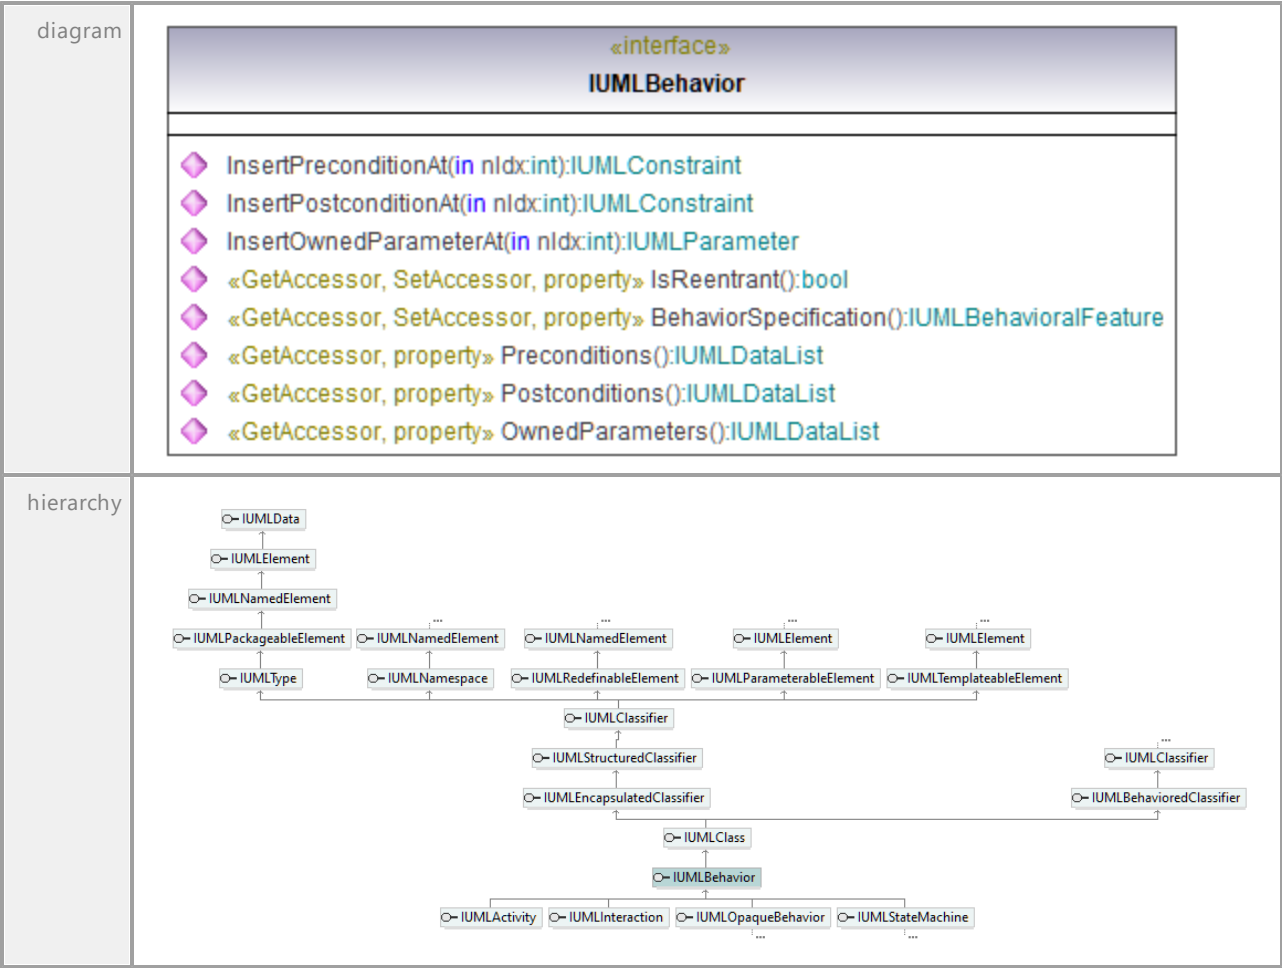 diagram
«interface»
IUMLBehavior
InsertPreconditionAt(in nIdx:int):IUMLConstraint
InsertPostconditionAt(in nIdx:int):IUMLConstraint
InsertOwnedParameterAt(in nIdx:int):IUMLParameter
«GetAccessor, SetAccessor, property» IsReentrant():bool
«GetAccessor, SetAccessor, property» BehaviorSpecification():IUMLBehavioralFeature
«GetAccessor, property» Preconditions():IUMLDataList
«GetAccessor, property» Postconditions():IUMLDataList
«GetAccessor, property» OwnedParameters():IUMLDataList
hierarchy
IUMLData
IUMLElement
IUMLNamedElement
... ... ... ...
IUMLPackageableElement IUMLNamedElement IUMLNamedElement IUMLElement IUMLElement
IUMLType IUMLNamespace IUMLRedefinableElement IUMLParameterableElement IUMLTemplateableElement
IUMLClassifier
...
IUMLStructuredClassifier IUMLClassifier
IUMLEncapsulatedClassifier IUMLBehavioredClassifier
IUMLClass
IUMLBehavior
IUMLActivity IUMLInteraction IUMLOpaqueBehavior IUMLStateMachine
... ...